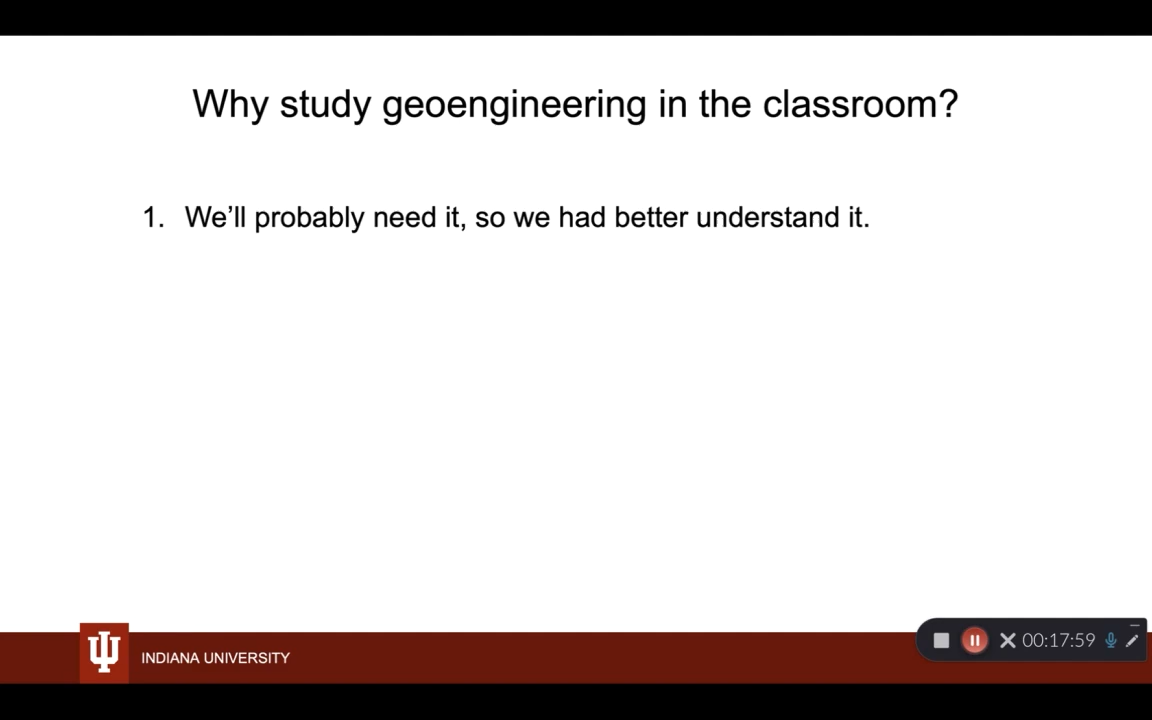 Why study geoengineering in the classroom?
1. We’ll probably need it, so we had better understand it.
INDIANA UNIVERSITY
00:17:59